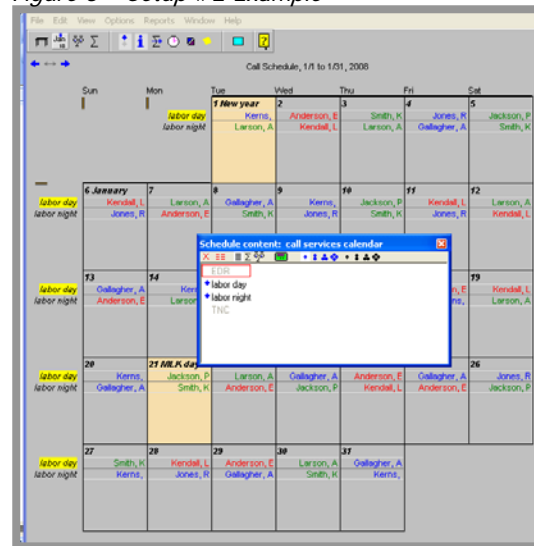 Figure 3 – Setup # 2 Example
File Edit View Options Reports Window Help
Call Schedule, 1/1 to 1/31, 2008
Sun Mon Tue Wed Thu Fri Sat
1 New year 2 3 4 5
labor day Kerns, Anderson, E Smith, K Jones, R Jackson, P
labor night Larson, A Kendall, L Larson, A Gallagher, A Smith, K
6 January 7 8 9 10 11 12
labor day Kendall, L Larson, A Gallagher, A Kerns, Jackson, P Kendall, L Larson, A
labor night Jones, R Anderson, E Smith, K Jones, R Smith, K Jones, R Kendall, L
Schedule content: call services calendar
EDR
labor day
labor night
TNC
13 14 19
labor day Gallagher, A Kern n, E Kendall, L
labor night Anderson, E Larson ns, Larson, A
20 21 MLK day 26
labor day Kerns, Jackson, P Larson, A Gallagher, A Anderson, E Gallagher, A Jones, R
labor night Gallagher, A Smith, K Anderson, E Jackson, P Kendall, L Anderson, E Jackson, P
27 28 29 30 31
labor day Smith, K Kendall, L Anderson, E Larson, A Gallagher, A
labor night Kerns, Jones, R Gallagher, A Smith, K Kerns,